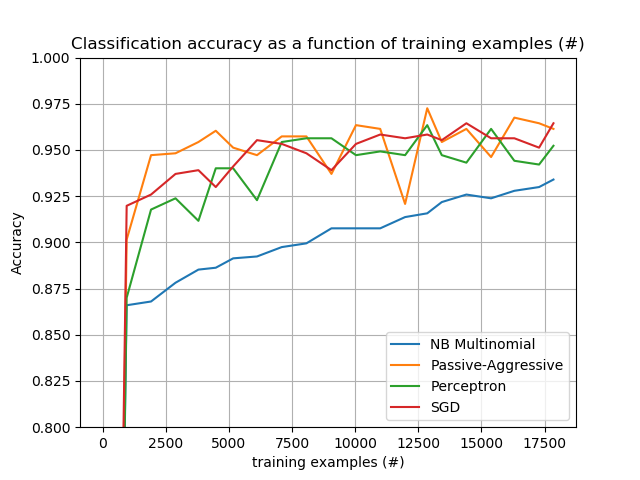 Classification accuracy as a function of training examples (#)
1.000
0.975
0.950
0.925
0.900
0.875
0.850
0.825
0.800
Accuracy
NB Multinomial
Passive-Aggressive
Perceptron
SGD
0 2500 5000 7500 10000 12500 15000 17500
training examples (#)